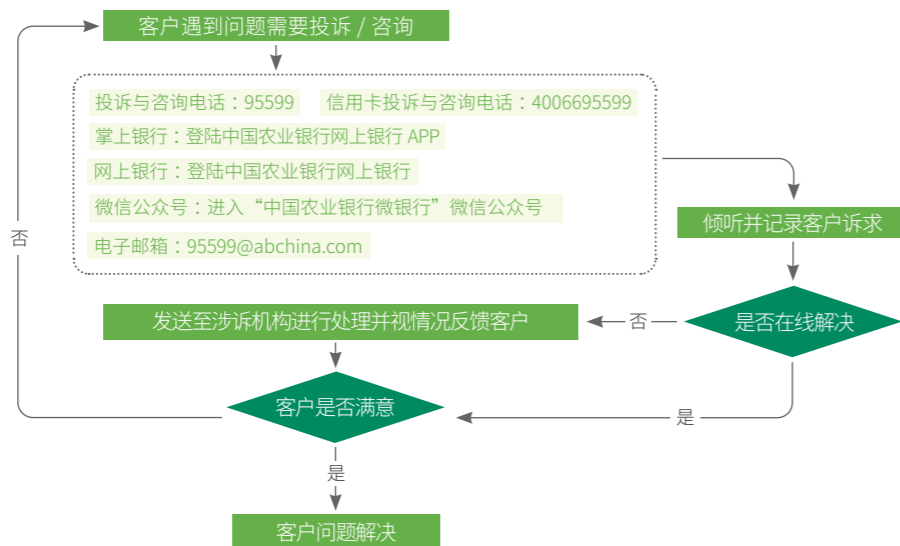 客户遇到问题需要投诉 / 咨询
投诉与咨询电话：95599 信用卡投诉与咨询电话：4006695599
掌上银行：登陆中国农业银行网上银行 APP
网上银行：登陆中国农业银行网上银行
微信公众号：进入“中国农业银行微银行”微信公众号
电子邮箱：95599@abchina.com
倾听并记录客户诉求
是否在线解决
否
发送至涉诉机构进行处理并视情况反馈客户
是
客户是否满意
否
是
客户问题解决